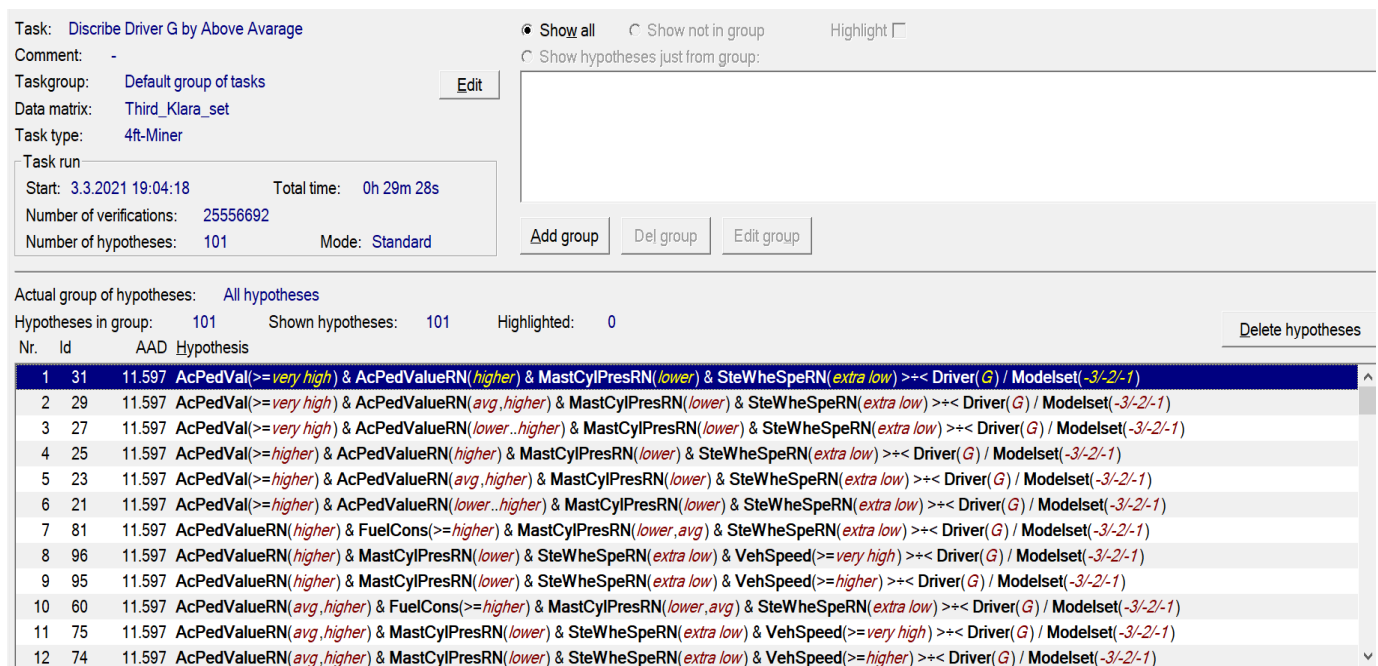 Task: Discribe Driver G by Above Avarage
Comment: -
Taskgroup: Default group of tasks
Data matrix: Third_Klara_set
Task type: 4ft-Miner
Edit
Task run
Start: 3.3.2021 19:04:18 Total time: 0h 29m 28s
Number of verifications: 25556692
Number of hypotheses: 101 Mode: Standard
Show all Show not in group Highlight
Show hypotheses just from group:
Add group Del group Edit group
Actual group of hypotheses: All hypotheses
Hypotheses in group: 101 Shown hypotheses: 101 Highlighted: 0
Delete hypotheses
Nr. Id AAD Hypothesis
1 31 11.597 AcPedVal(>=very high) & AcPedValueRN(higher) & MastCylPresRN(lower) & SteWheSpeRN(extra low) >÷< Driver(G) / Modelset(-3/-2/-1)
2 29 11.597 AcPedVal(>=very high) & AcPedValueRN(avg,higher) & MastCylPresRN(lower) & SteWheSpeRN(extra low) >÷< Driver(G) / Modelset(-3/-2/-1)
3 27 11.597 AcPedVal(>=very high) & AcPedValueRN(lower..higher) & MastCylPresRN(lower) & SteWheSpeRN(extra low) >÷< Driver(G) / Modelset(-3/-2/-1)
4 25 11.597 AcPedVal(>=higher) & AcPedValueRN(higher) & MastCylPresRN(lower) & SteWheSpeRN(extra low) >÷< Driver(G) / Modelset(-3/-2/-1)
5 23 11.597 AcPedVal(>=higher) & AcPedValueRN(avg,higher) & MastCylPresRN(lower) & SteWheSpeRN(extra low) >÷< Driver(G) / Modelset(-3/-2/-1)
6 21 11.597 AcPedVal(>=higher) & AcPedValueRN(lower..higher) & MastCylPresRN(lower) & SteWheSpeRN(extra low) >÷< Driver(G) / Modelset(-3/-2/-1)
7 81 11.597 AcPedValueRN(higher) & FuelCons(>=higher) & MastCylPresRN(lower,avg) & SteWheSpeRN(extra low) >÷< Driver(G) / Modelset(-3/-2/-1)
8 96 11.597 AcPedValueRN(higher) & MastCylPresRN(lower) & SteWheSpeRN(extra low) & VehSpeed(>=very high) >÷< Driver(G) / Modelset(-3/-2/-1)
9 95 11.597 AcPedValueRN(higher) & MastCylPresRN(lower) & SteWheSpeRN(extra low) & VehSpeed(>=higher) >÷< Driver(G) / Modelset(-3/-2/-1)
10 60 11.597 AcPedValueRN(avg,higher) & FuelCons(>=higher) & MastCylPresRN(lower,avg) & SteWheSpeRN(extra low) >÷< Driver(G) / Modelset(-3/-2/-1)
11 75 11.597 AcPedValueRN(avg,higher) & MastCylPresRN(lower) & SteWheSpeRN(extra low) & VehSpeed(>=very high) >÷< Driver(G) / Modelset(-3/-2/-1)
12 74 11.597 AcPedValueRN(avg,higher) & MastCylPresRN(lower) & SteWheSpeRN(extra low) & VehSpeed(>=higher) >÷< Driver(G) / Modelset(-3/-2/-1)